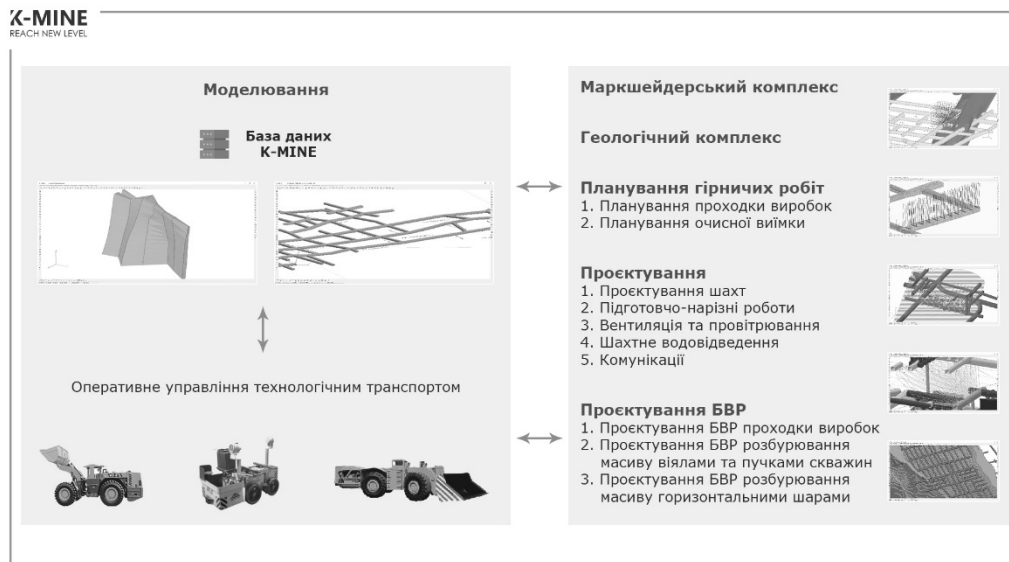 K-MINE
REACH NEW LEVEL
Моделювання
База даних
K-MINE
Оперативне управління технологічним транспортом
Маркшейдерський комплекс
Геологічний комплекс
Планування гірничих робіт
1. Планування проходки виробок
2. Планування очисної виїмки
Проєктування
1. Проєктування шахт
2. Підготовчо-нарізні роботи
3. Вентиляція та провітрювання
4. Шахтне водовідведення
5. Комунікації
Проєктування БВР
1. Проєктування БВР проходки виробок
2. Проєктування БВР розбурювання
масиву віялами та пучками скважин
3. Проєктування БВР розбурювання
масиву горизонтальними шарами